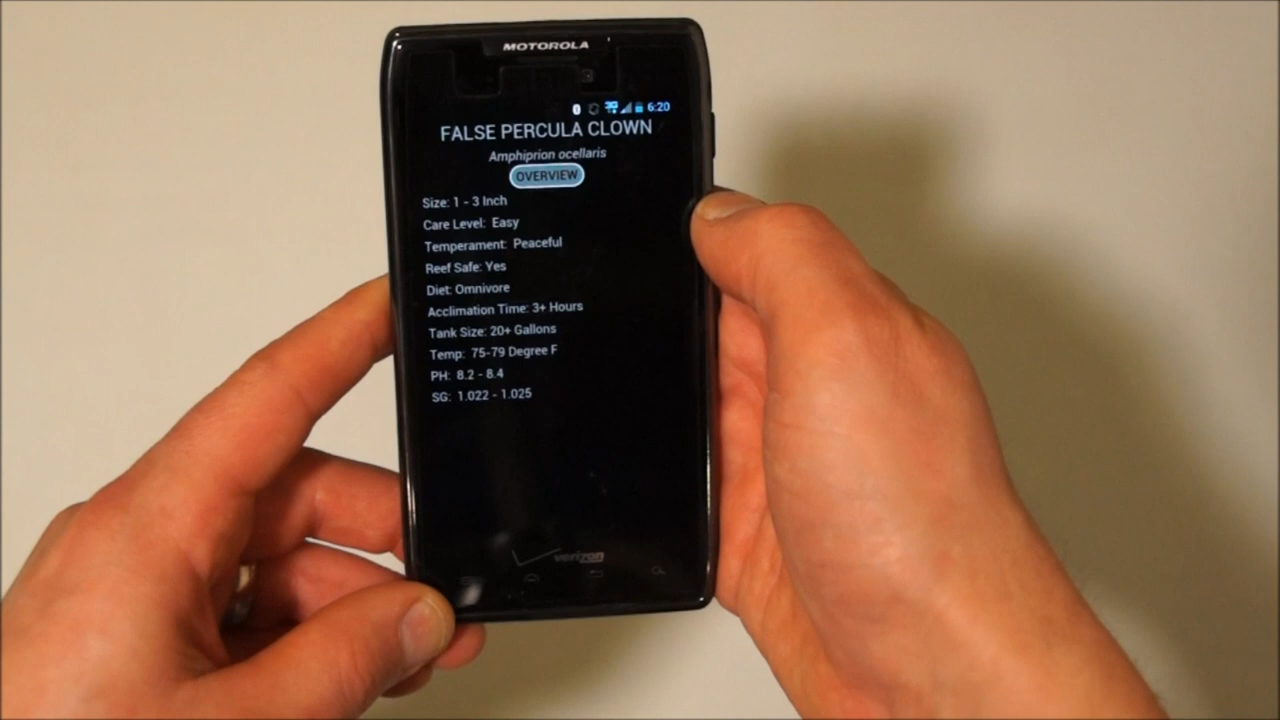 MOTOROLA
3G 6:20
FALSE PERCULA CLOWN
Amphiprion ocellaris
OVERVIEW
Size: 1 - 3 Inch
Care Level: Easy
Temperament: Peaceful
Reef Safe: Yes
Diet: Omnivore
Acclimation Time: 3+ Hours
Tank Size: 20+ Gallons
Temp: 75-79 Degree F
PH: 8.2 - 8.4
SG: 1.022 - 1.025
verizon